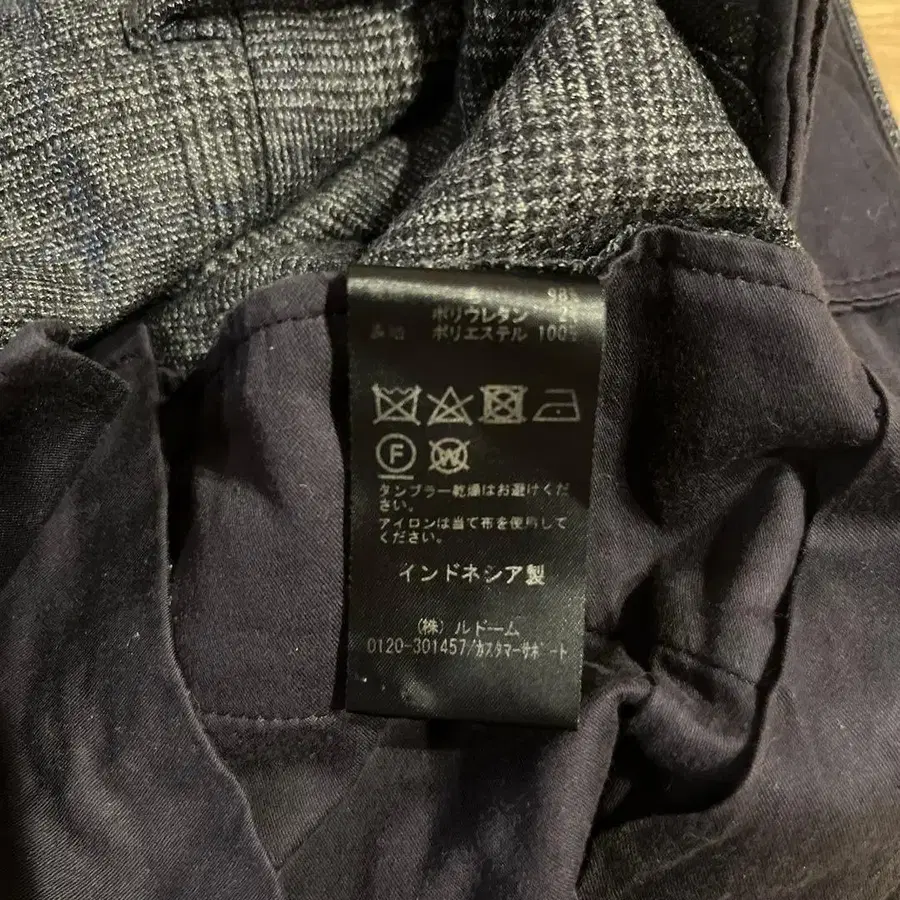 98%
ポリウレタン 2%
ポリエステル 100%
F W
タンブラー乾燥はお避けくだ
さい。
アイロンは当て布を使用して
ください。
インドネシア製
(株) ルドーム
0120-301457/カスタマーサポート